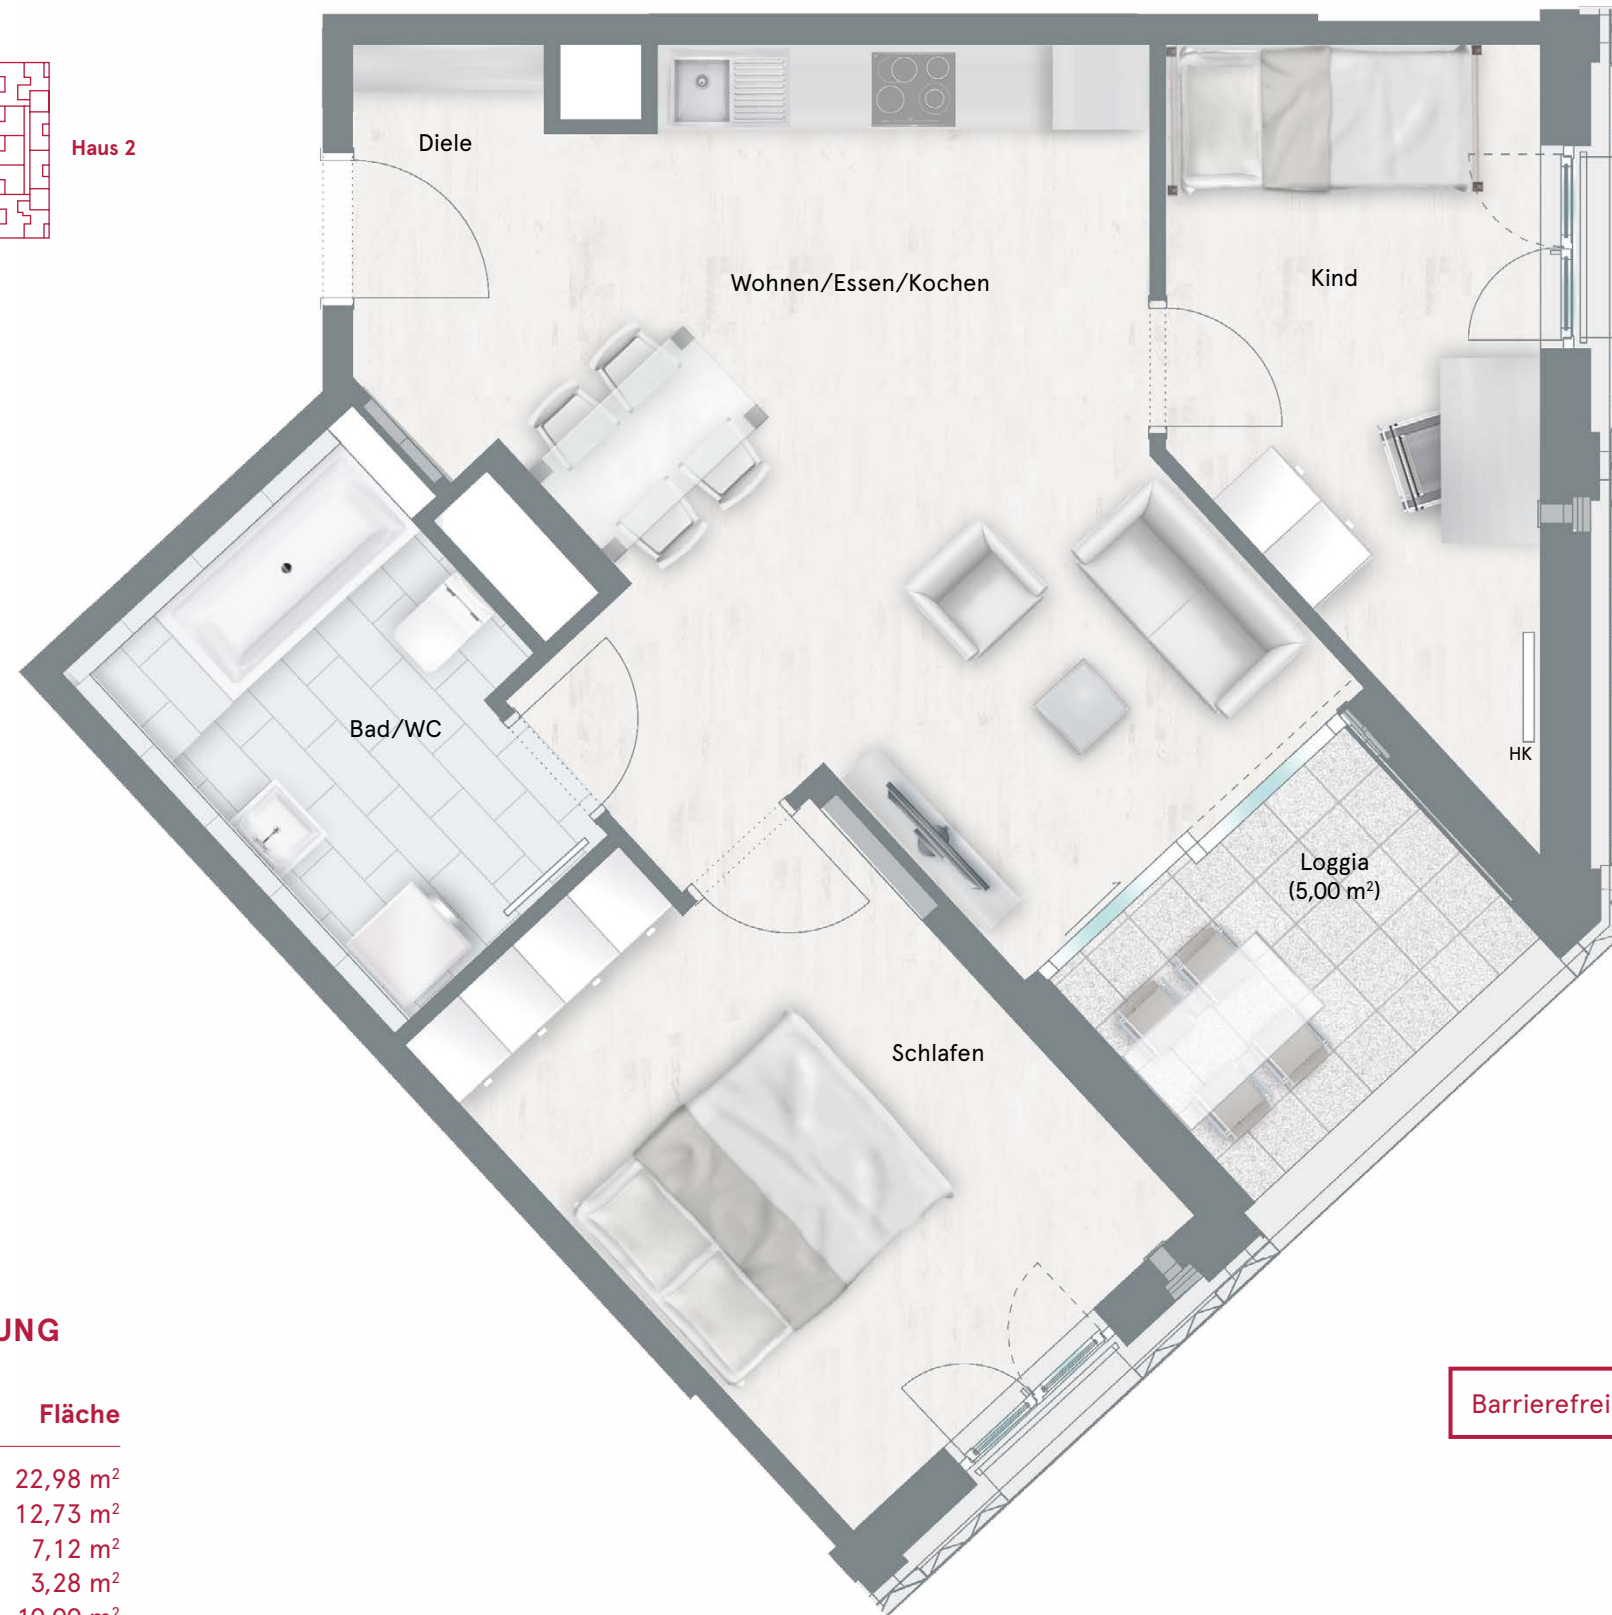 Haus 2
Diele
Wohnen/Essen/Kochen
Kind
Bad/WC
HK
Loggia
(5,00 m²)
Schlafen
Barrierefrei
UNG
Fläche
22,98 m²
12,73 m²
7,12 m²
3,28 m²